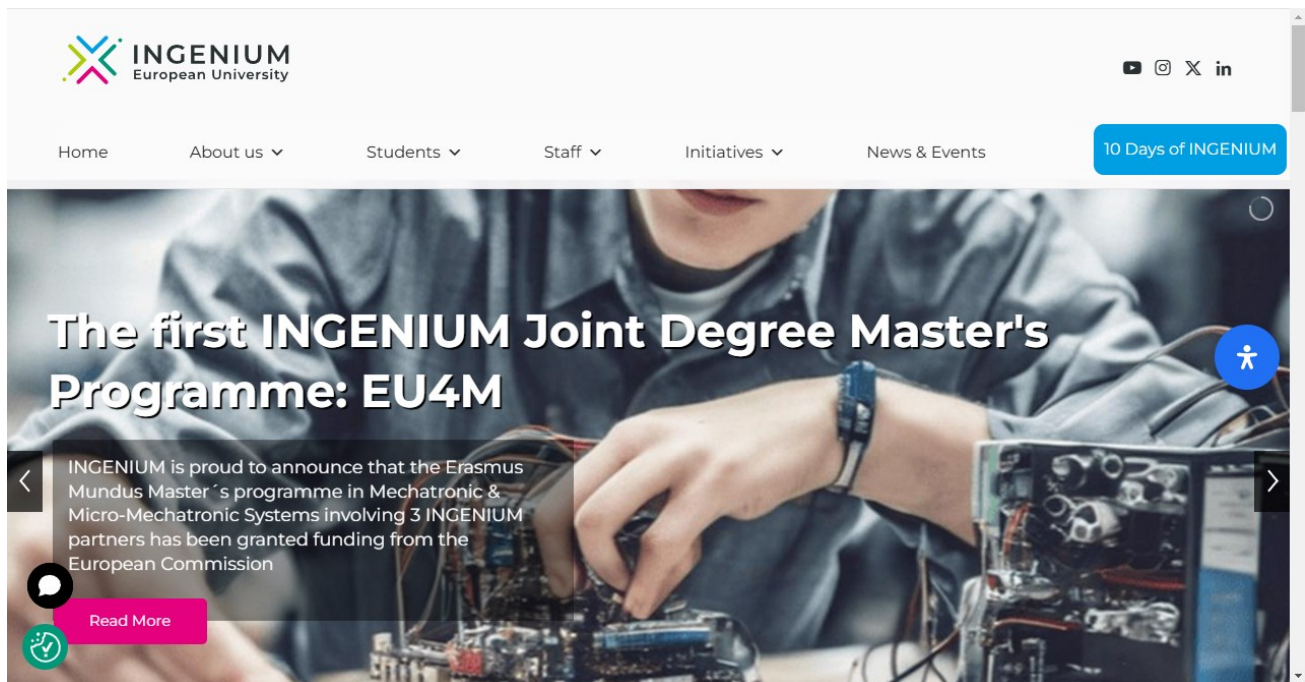 INGENIUM
European University
Home
About us
Students
Staff
Initiatives
News & Events
10 Days of INGENIUM
The first INGENIUM Joint Degree Master's
Programme: EU4M
INGENIUM is proud to announce that the Erasmus
Mundus Master´s programme in Mechatronic &
Micro-Mechatronic Systems involving 3 INGENIUM
partners has been granted funding from the
European Commission
Read More